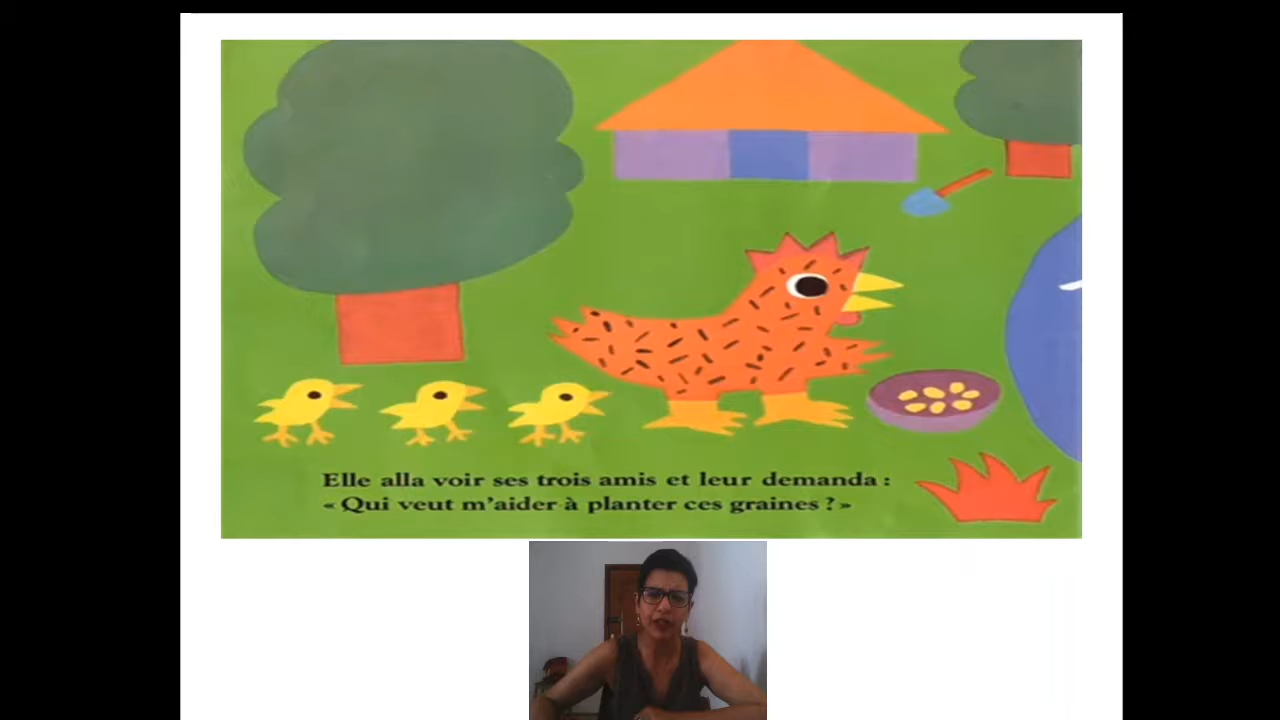 Elle alla voir ses trois amis et leur demanda :
« Qui veut m'aider à planter ces graines ? »